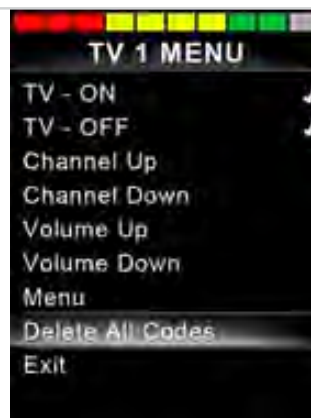 TV 1 MENU
TV - ON
TV - OFF
Channel Up
Channel Down
Volume Up
Volume Down
Menu
Delete All Codes
Exit